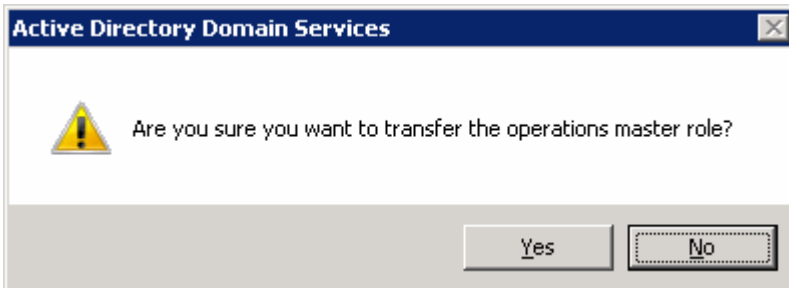 Active Directory Domain Services
Are you sure you want to transfer the operations master role?
Yes No